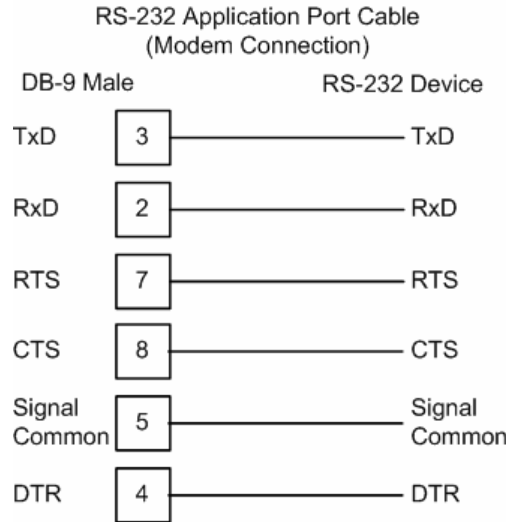 RS-232 Application Port Cable
(Modem Connection)
DB-9 Male RS-232 Device
TxD 3 TxD
RxD 2 RxD
RTS 7 RTS
CTS 8 CTS
Signal Common 5 Signal Common
DTR 4 DTR